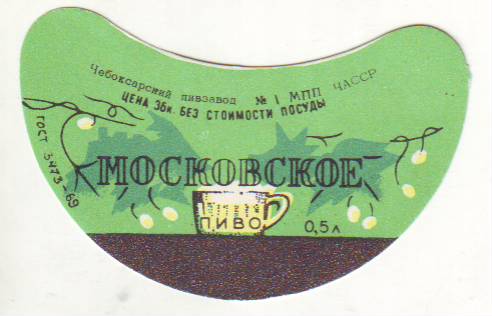 Чебоксарский пивзавод № 1 МПП ЧАССР
ЦЕНА 36к. БЕЗ СТОИМОСТИ ПОСУДЫ
ГОСТ 3473-69
МОСКОВСКОЕ
ПИВО
0,5 л